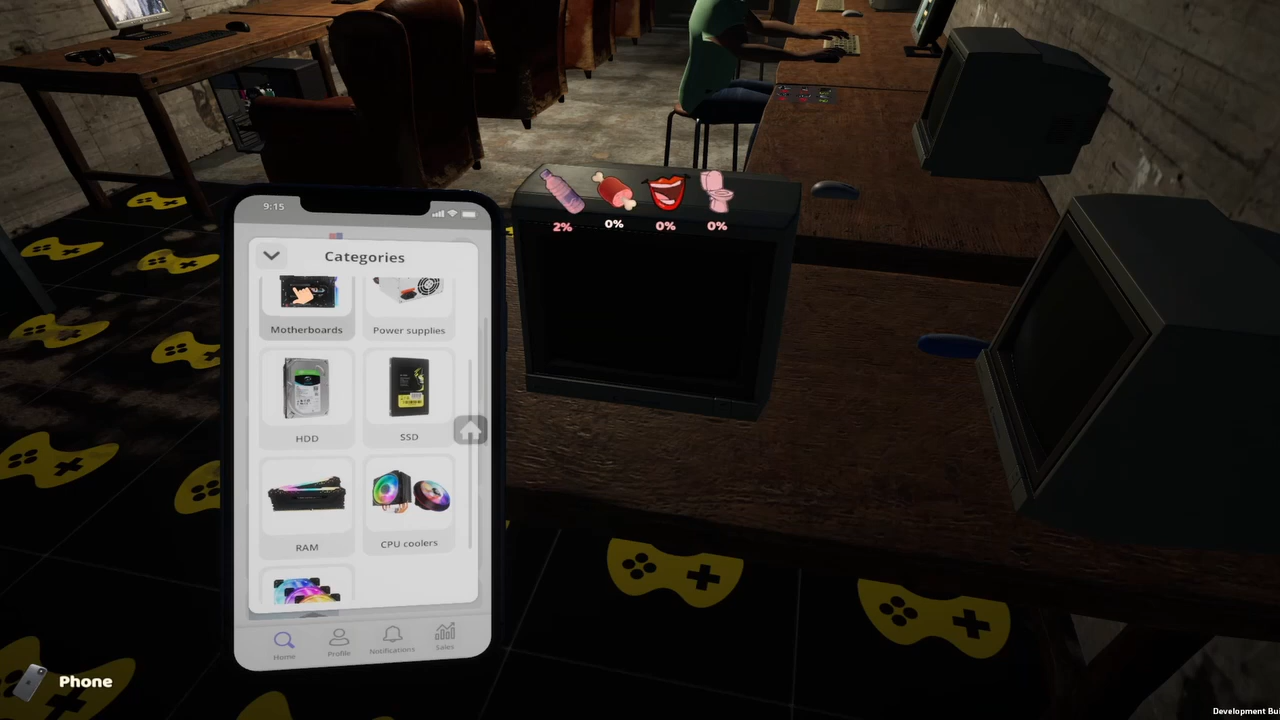 9:15
Categories
Motherboards
Power supplies
HDD
SSD
RAM
CPU coolers
Home
Profile
Notifications
Sales
2%
0%
0%
0%
Phone
Development Bui